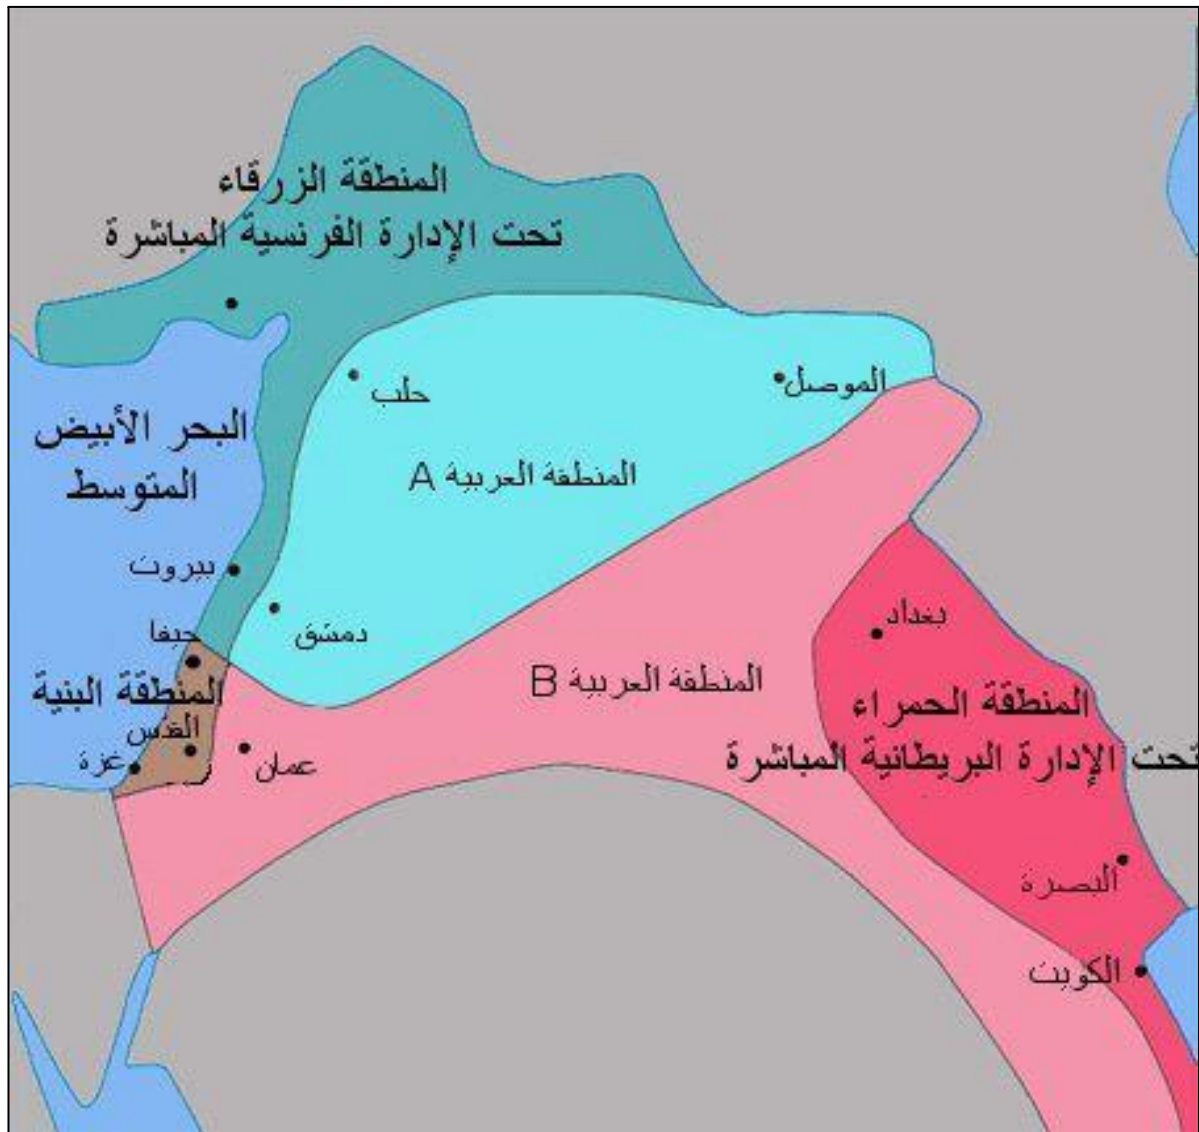 المنطقة الزرقاء
تحت الإدارة الفرنسية المباشرة
حلب
الموصل
البحر الأبيض
المتوسط
المنطقة العربية A
بيروت
دمشق
حيفا
بغداد
المنطقة العربية B
المنطقة البنية
المنطقة الحمراء
القدس
تحت الإدارة البريطانية المباشرة
غزة
عمان
البصرة
الكويت